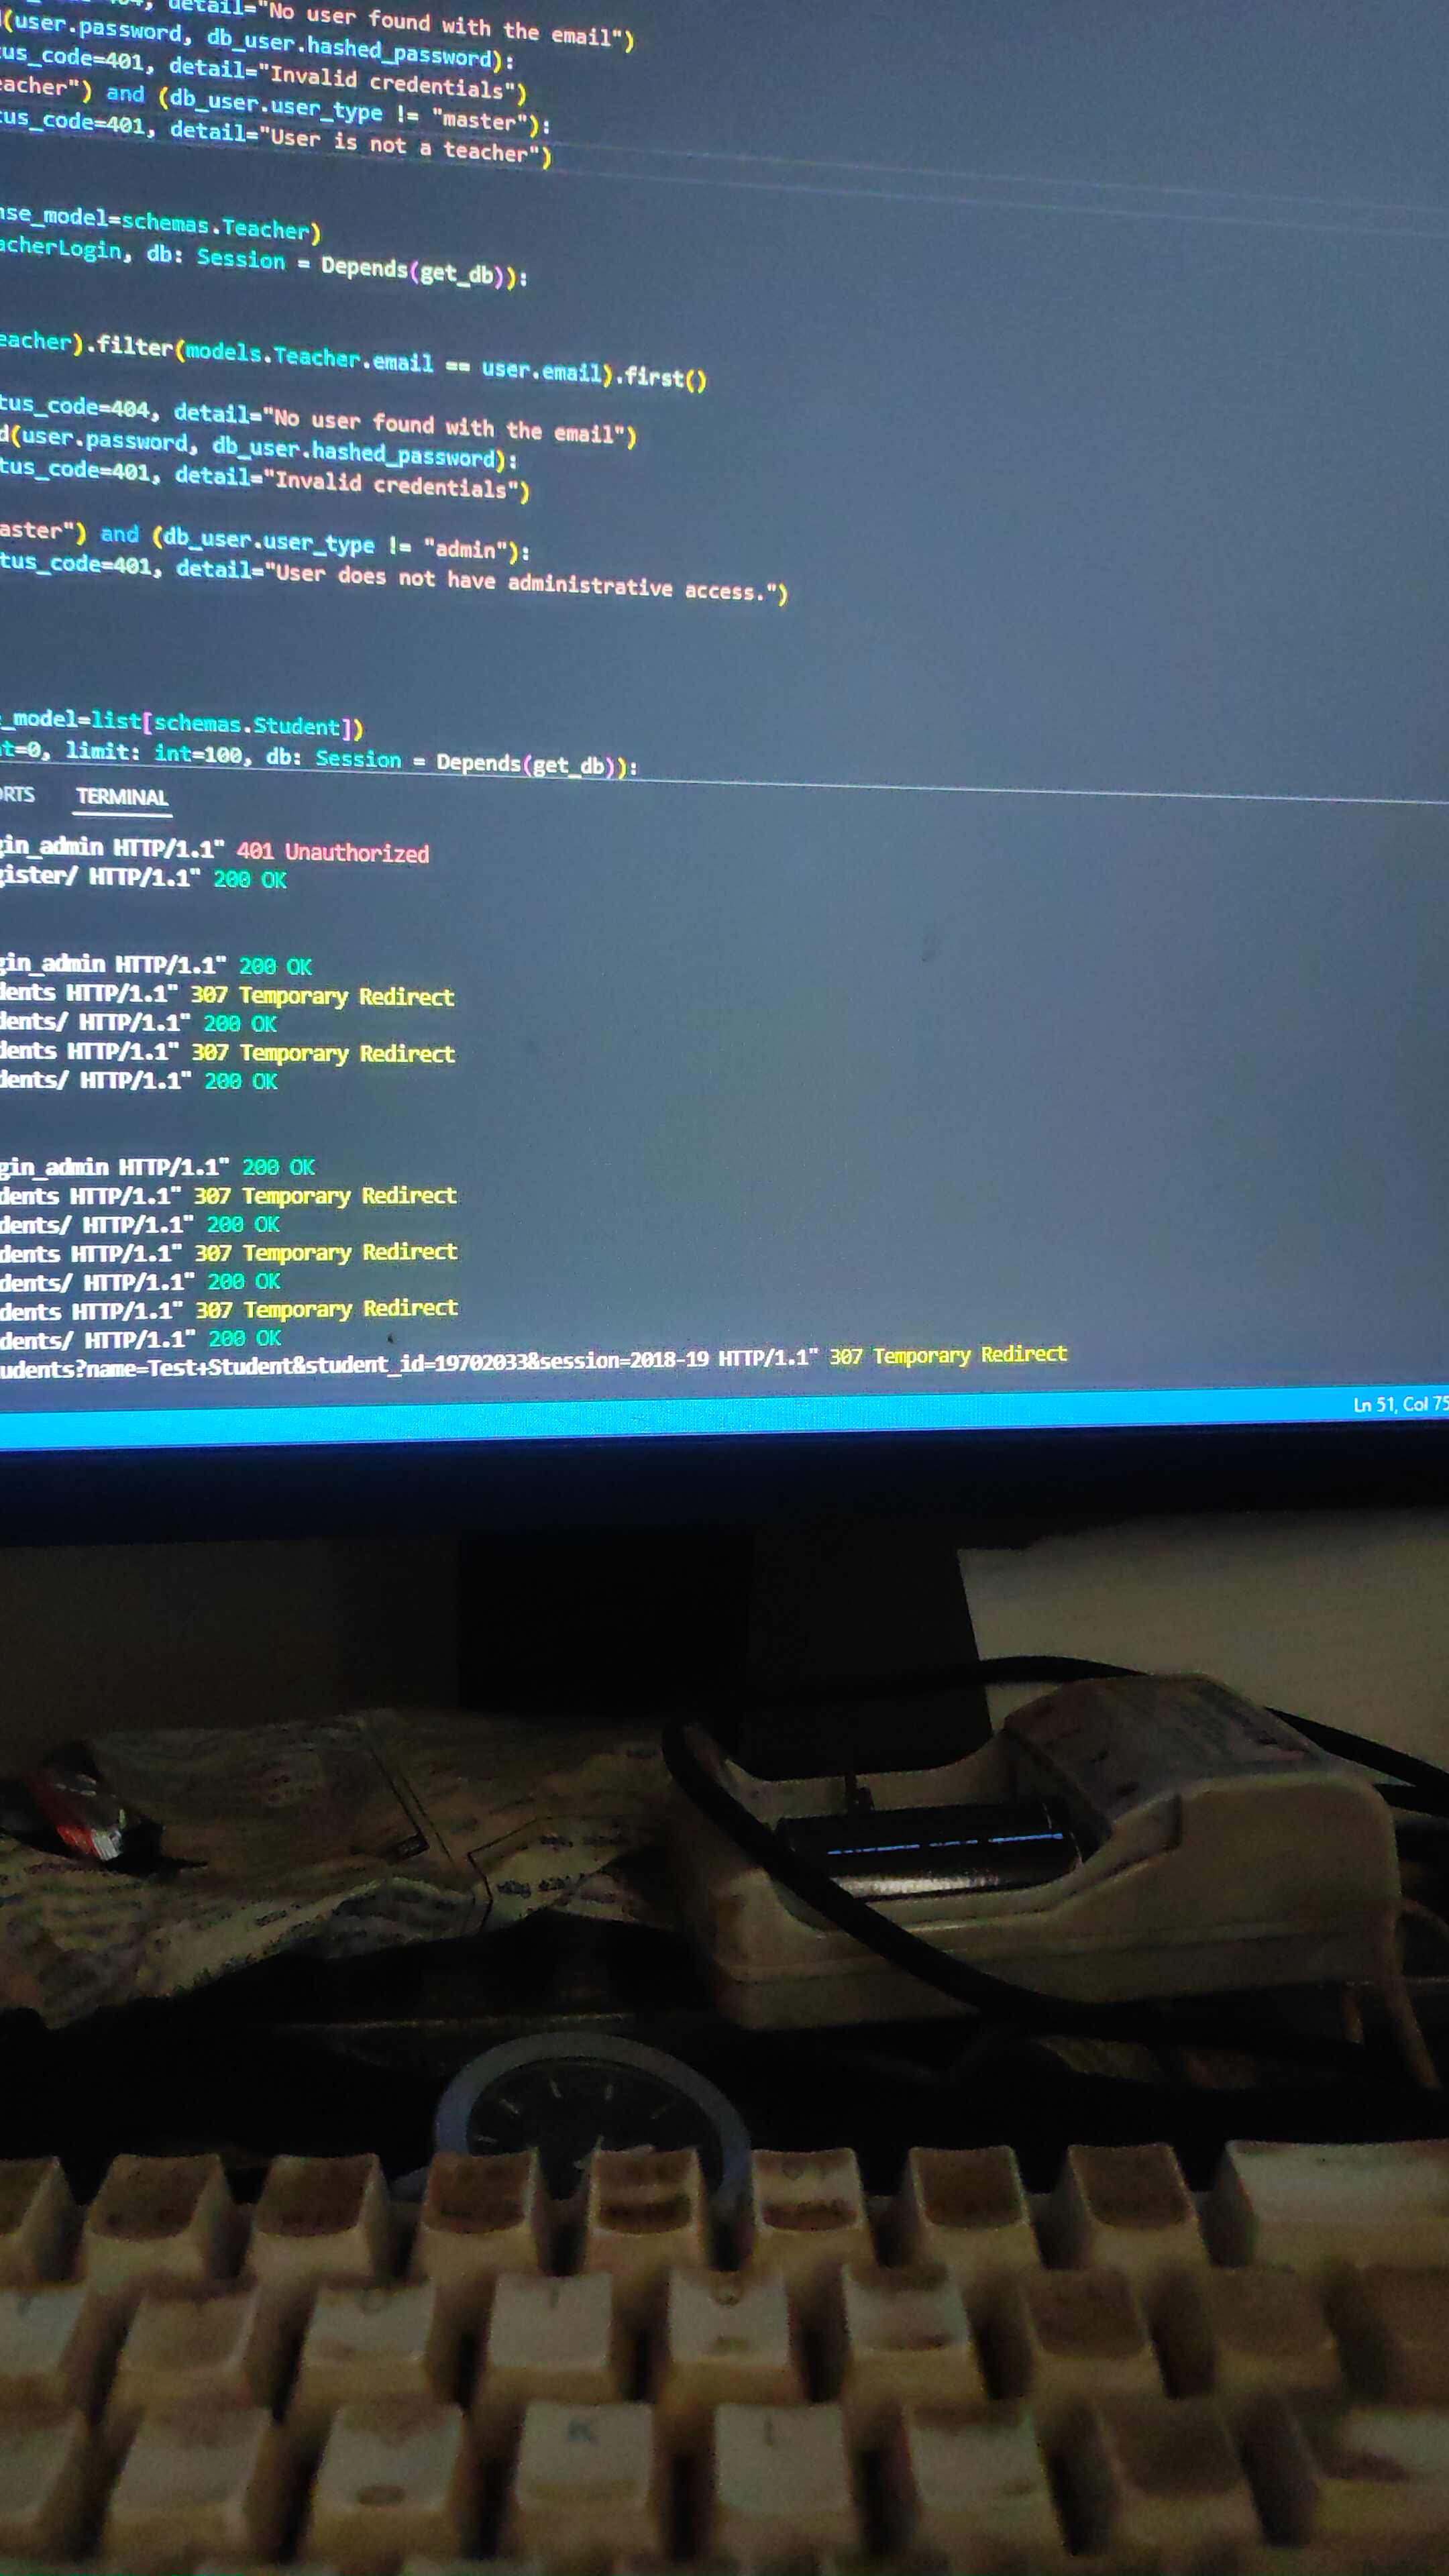 detail="No user found with the email")
(user.password, db_user.hashed_password):
tus_code=401, detail="Invalid credentials")
eacher") and (db_user.user_type != "master"):
tus_code=401, detail="User is not a teacher")
nse_model=schemas.Teacher)
acherLogin, db: Session = Depends(get_db)):
eacher).filter(models.Teacher.email == user.email).first()
tus_code=404, detail="No user found with the email")
d(user.password, db_user.hashed_password):
tus_code=401, detail="Invalid credentials")
aster") and (db_user.user_type != "admin"):
tus_code=401, detail="User does not have administrative access.")
_model=list[schemas.Student])
nt=0, limit: int=100, db: Session = Depends(get_db)):
ORTS TERMINAL
gin_admin HTTP/1.1" 401 Unauthorized
gister/ HTTP/1.1" 200 OK
gin_admin HTTP/1.1" 200 OK
dents HTTP/1.1" 307 Temporary Redirect
dents/ HTTP/1.1" 200 OK
dents HTTP/1.1" 307 Temporary Redirect
dents/ HTTP/1.1" 200 OK
gin_admin HTTP/1.1" 200 OK
dents HTTP/1.1" 307 Temporary Redirect
dents/ HTTP/1.1" 200 OK
dents HTTP/1.1" 307 Temporary Redirect
dents/ HTTP/1.1" 200 OK
dents HTTP/1.1" 307 Temporary Redirect
dents/ HTTP/1.1" 200 OK
udents?name=Test+Student&student_id=19702033&session=2018-19 HTTP/1.1" 307 Temporary Redirect
Ln 51, Col 75
K
L